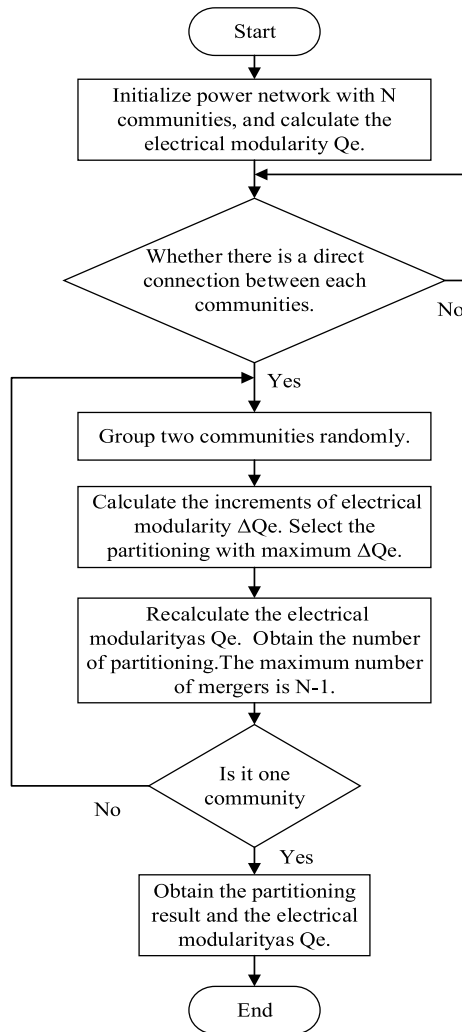 Start
Initialize power network with N
communities, and calculate the
electrical modularity Qe.
Whether there is a direct
connection between each
communities.
No
Yes
Group two communities randomly.
Calculate the increments of electrical
modularity ΔQe. Select the
partitioning with maximum ΔQe.
Recalculate the electrical
modularityas Qe.  Obtain the number
of partitioning.The maximum number
of mergers is N-1.
Is it one
community
No
Yes
Obtain the partitioning
result and the electrical
modularityas Qe.
End